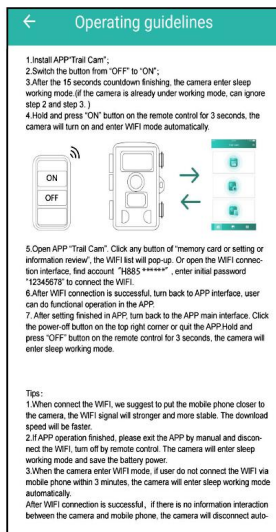 Operating guidelines
1.Install APP"Trail Cam";
2.Switch the button from "OFF" to "ON";
3.After the 15 seconds countdown finishing, the camera enter sleep
working mode.(if the camera is already under working mode, can ignore
step 2 and step 3. )
4.Hold and press "ON" button on the remote control for 3 seconds, the
camera will turn on and enter WIFI mode automatically.
ON
OFF
5.Open APP "Trail Cam". Click any button of "memory card or setting or
information review", the WIFI list will pop-up. Or open the WIFI connec-
tion interface, find account "H885 ******" , enter initial password
"12345678" to connect the WIFI.
6.After WIFI connection is successful, turn back to APP interface, user
can do functional operation in the APP.
7. After setting finished in APP, turn back to the APP main interface. Click
the power-off button on the top right corner or quit the APP.Hold and
press "OFF" button on the remote control for 3 seconds, the camera will
enter sleep working mode.
Tips:
1.When connect the WIFI, we suggest to put the mobile phone closer to
the camera, the WIFI signal will stronger and more stable. The download
speed will be faster.
2.If APP operation finished, please exit the APP by manual and discon-
nect the WIFI, turn off by remote control. The camera will enter sleep
working mode and save the battery power.
3.When the camera enter WIFI mode, if user do not connect the WIFI via
mobile phone within 3 minutes, the camera will enter sleep working mode
automatically.
After WIFI connection is successful, if there is no information interaction
between the camera and mobile phone, the camera will disconnect auto-